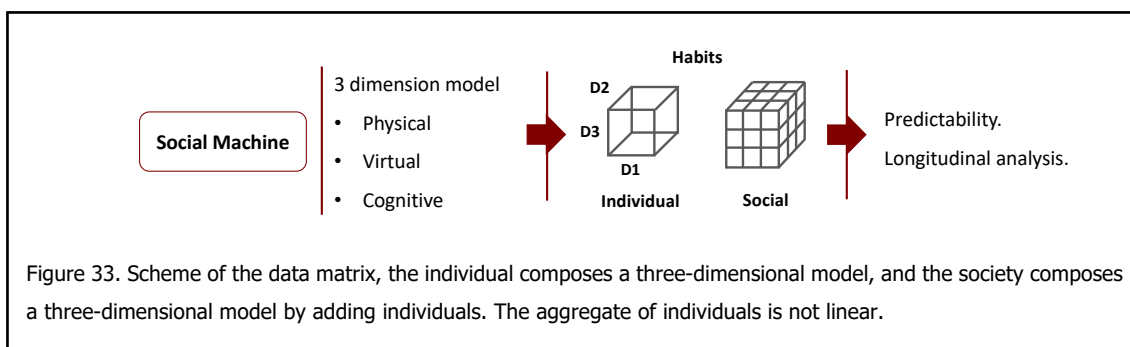 Social Machine
3 dimension model
• Physical
• Virtual
• Cognitive
Habits
D2
D3
D1
Individual
Social
Predictability.
Longitudinal analysis.
Figure 33. Scheme of the data matrix, the individual composes a three-dimensional model, and the society composes
a three-dimensional model by adding individuals. The aggregate of individuals is not linear.